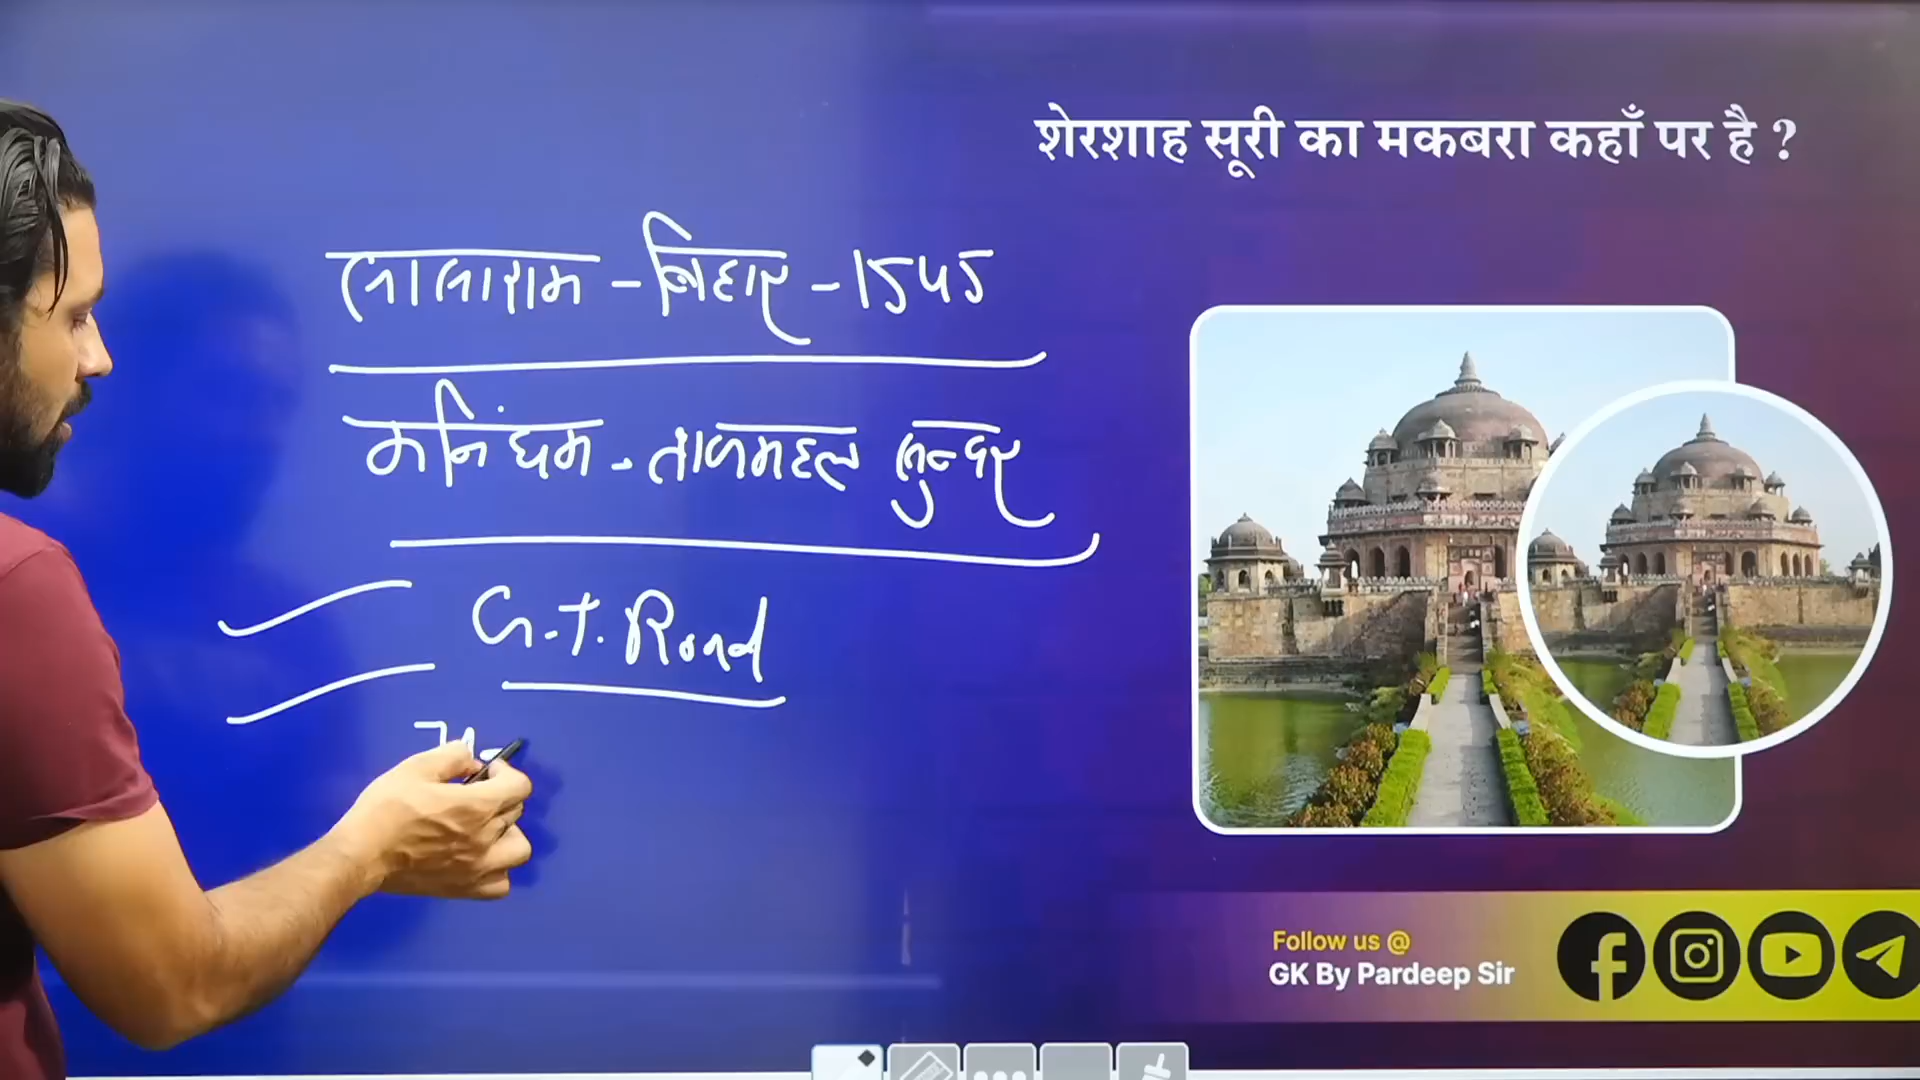 शेरशाह सूरी का मकबरा कहाँ पर है ?
सासाराम - बिहार - 1545
कनिंघम - ताजमहल सुन्दर
G.T. Road
Follow us @
GK By Pardeep Sir